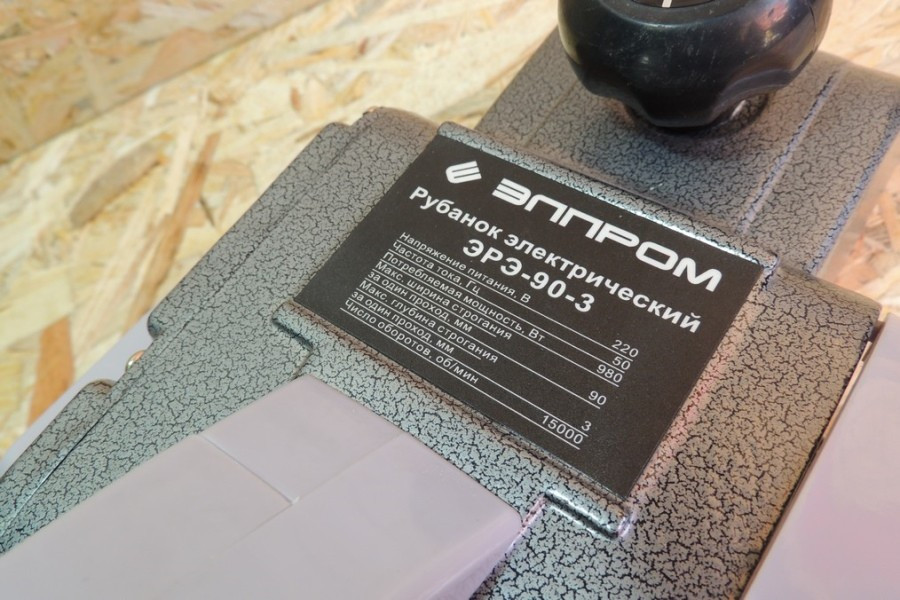 ЭЛПРОМ
Рубанок электрический
ЭРЭ-90-3
Напряжение питания, В 220
Частота тока, Гц 50
Потребляемая мощность, Вт 980
Макс. ширина строгания
за один проход, мм 90
Макс. глубина строгания
за один проход, мм 3
Число оборотов, об/мин 15000